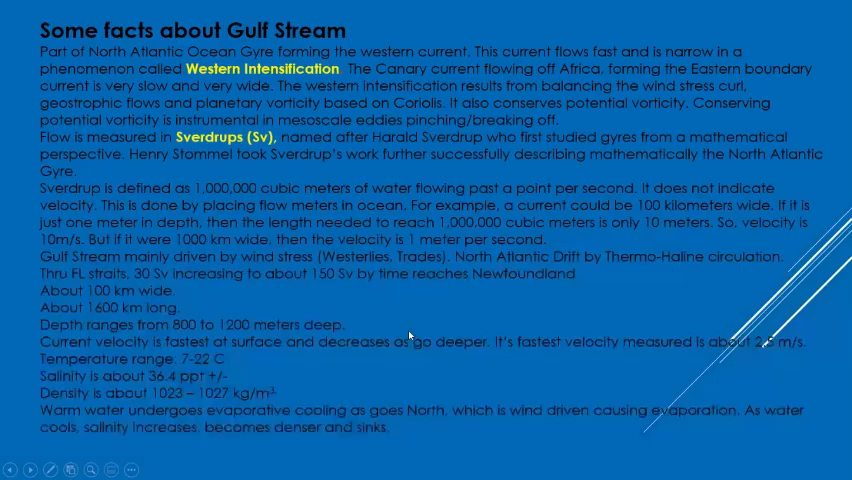 Some facts about Gulf Stream
Part of North Atlantic Ocean Gyre forming the western current. This current flows fast and is narrow in a
phenomenon called Western Intensification. The Canary current flowing off Africa, forming the Eastern boundary
current is very slow and very wide. The western intensification results from balancing the wind stress curl,
geostrophic flows and planetary vorticity based on Coriolis. It also conserves potential vorticity. Conserving
potential vorticity is instrumental in mesoscale eddies pinching/breaking off.
Flow is measured in Sverdrups (Sv), named after Harald Sverdrup who first studied gyres from a mathematical
perspective. Henry Stommel took Sverdrup's work further successfully describing mathematically the North Atlantic
Gyre.
Sverdrup is defined as 1,000,000 cubic meters of water flowing past a point per second. It does not indicate
velocity. This is done by placing flow meters in ocean. For example, a current could be 100 kilometers wide. If it is
just one meter in depth, then the length needed to reach 1,000,000 cubic meters is only 10 meters. So, velocity is
10m/s. But if it were 1000 km wide, then the velocity is 1 meter per second.
Gulf Stream mainly driven by wind stress (Westerlies, Trades). North Atlantic Drift by Thermo-Haline circulation.
Thru FL straits, 30 Sv increasing to about 150 Sv by time reaches Newfoundland
About 100 km wide.
About 1600 km long.
Depth ranges from 800 to 1200 meters deep.
Current velocity is fastest at surface and decreases as go deeper. It's fastest velocity measured is about 2.5 m/s.
Temperature range: 7-22 C
Salinity is about 36.4 ppt +/-
Density is about 1023 – 1027 kg/m³.
Warm water undergoes evaporative cooling as goes North, which is wind driven causing evaporation. As water
cools, salinity increases, becomes denser and sinks.